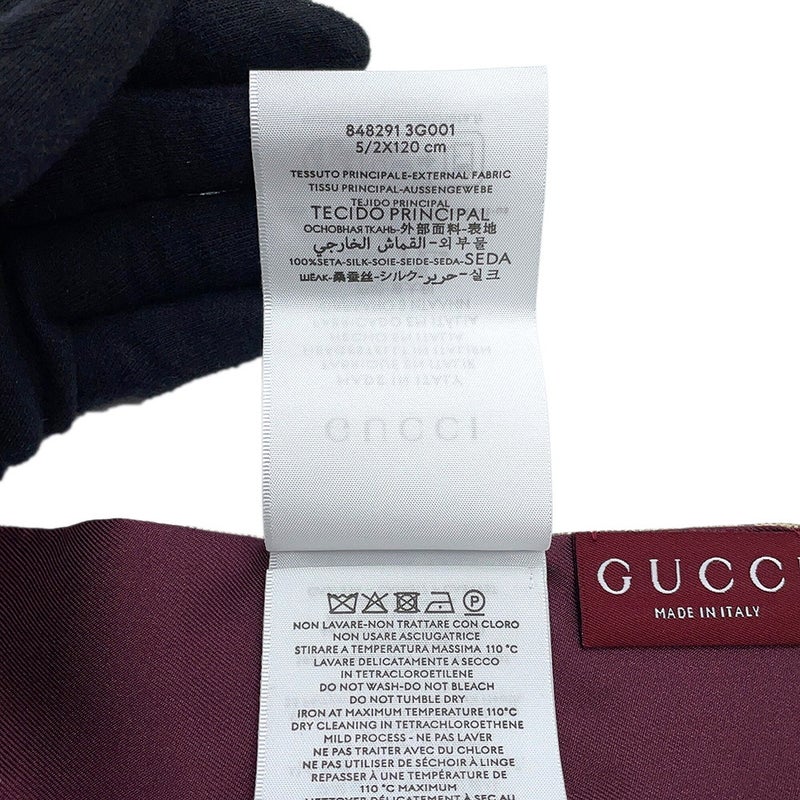 848291 3G001
5/2X120 cm
TESSUTO PRINCIPALE-EXTERNAL FABRIC
TISSU PRINCIPAL-AUSSENGEWEBE
TEJIDO PRINCIPAL
TECIDO PRINCIPAL
ОСНОВНАЯ ТКАНЬ-外部面料-表地
القماش الخارجي-외부물
100%SETA-SILK-SOIE-SEIDE-SEDA-SEDA
ШЕЛК-桑蚕丝-シルク-حرير-실크
GUCCI
MADE IN ITALY
NON LAVARE-NON TRATTARE CON CLORO
NON USARE ASCIUGATRICE
STIRARE A TEMPERATURA MASSIMA 110 °C
LAVARE DELICATAMENTE A SECCO
IN TETRACLOROETILENE
DO NOT WASH-DO NOT BLEACH
DO NOT TUMBLE DRY
IRON AT MAXIMUM TEMPERATURE 110°C
DRY CLEANING IN TETRACHLOROETHENE
MILD PROCESS - NE PAS LAVER
NE PAS TRAITER AVEC DU CHLORE
NE PAS UTILISER DE SÉCHOIR À LINGE
REPASSER À UNE TEMPÉRATURE DE
110 °C MAXIMUM
NETTOYER DÉLICATEMENT À SEC AU